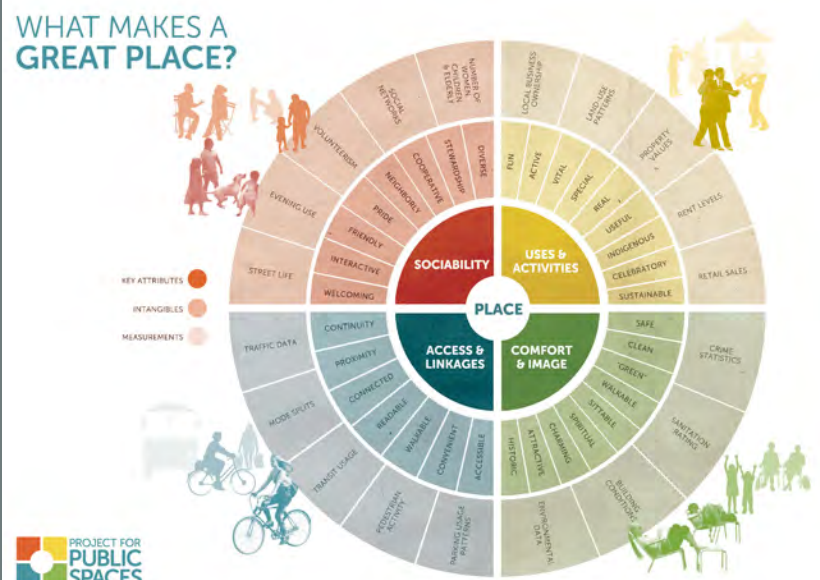 WHAT MAKES A
GREAT PLACE?
KEY ATTRIBUTES
INTANGIBLES
MEASUREMENTS
PLACE
SOCIABILITY
USES &
ACTIVITIES
ACCESS &
LINKAGES
COMFORT
& IMAGE
WELCOMING
INTERACTIVE
FRIENDLY
PRIDE
NEIGHBORLY
COOPERATIVE
STEWARDSHIP
DIVERSE
STREET LIFE
EVENING USE
VOLUNTEERISM
SOCIAL
NETWORKS
NUMBER OF
WOMEN,
CHILDREN
& ELDERLY
FUN
ACTIVE
VITAL
SPECIAL
REAL
USEFUL
INDIGENOUS
CELEBRATORY
SUSTAINABLE
LOCAL BUSINESS
OWNERSHIP
LAND-USE
PATTERNS
PROPERTY
VALUES
RENT LEVELS
RETAIL SALES
SAFE
CLEAN
"GREEN"
WALKABLE
SITTABLE
SPIRITUAL
CHARMING
ATTRACTIVE
HISTORIC
CRIME
STATISTICS
SANITATION
RATING
BUILDING
CONDITIONS
ENVIRONMENTAL
DATA
CONTINUITY
PROXIMITY
CONNECTED
READABLE
WALKABLE
CONVENIENT
ACCESSIBLE
TRAFFIC DATA
MODE SPLITS
TRANSIT USAGE
PEDESTRIAN
ACTIVITY
PARKING USAGE
PATTERNS
PROJECT FOR
PUBLIC
SPACES